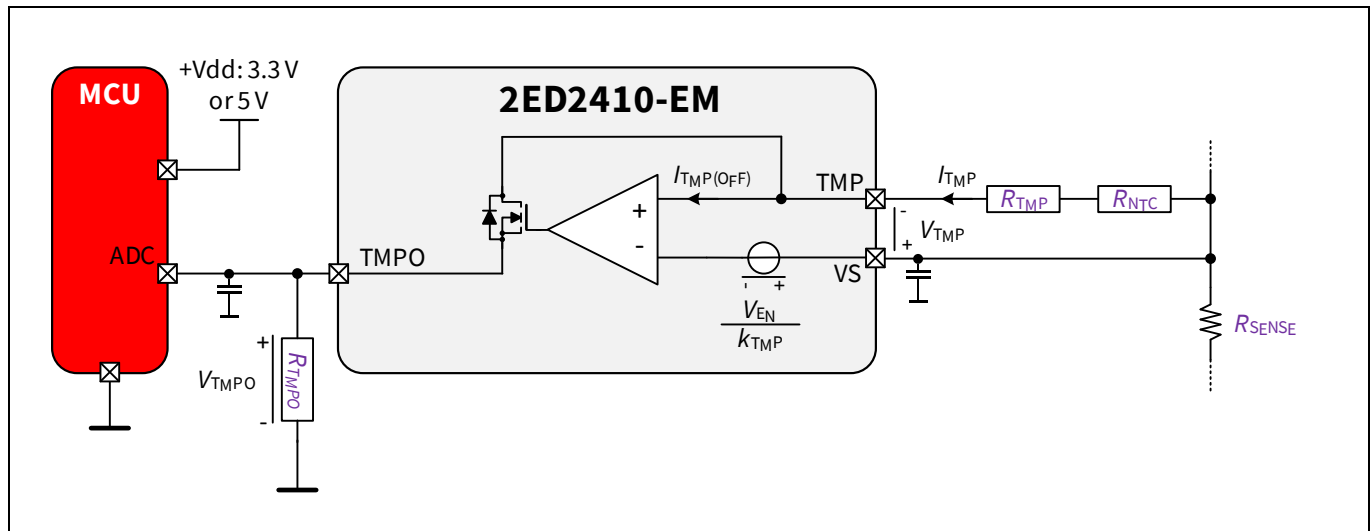 +Vdd: 3.3 V
or 5 V
MCU
2ED2410-EM
ITMP(OFF)
TMP
ITMP
RTMP
RNTC
+
-
-
VTMP
+
ADC
TMPO
VS
- +
VEN
kTMP
RSENSE
+
VTMPO
-
RTMPO